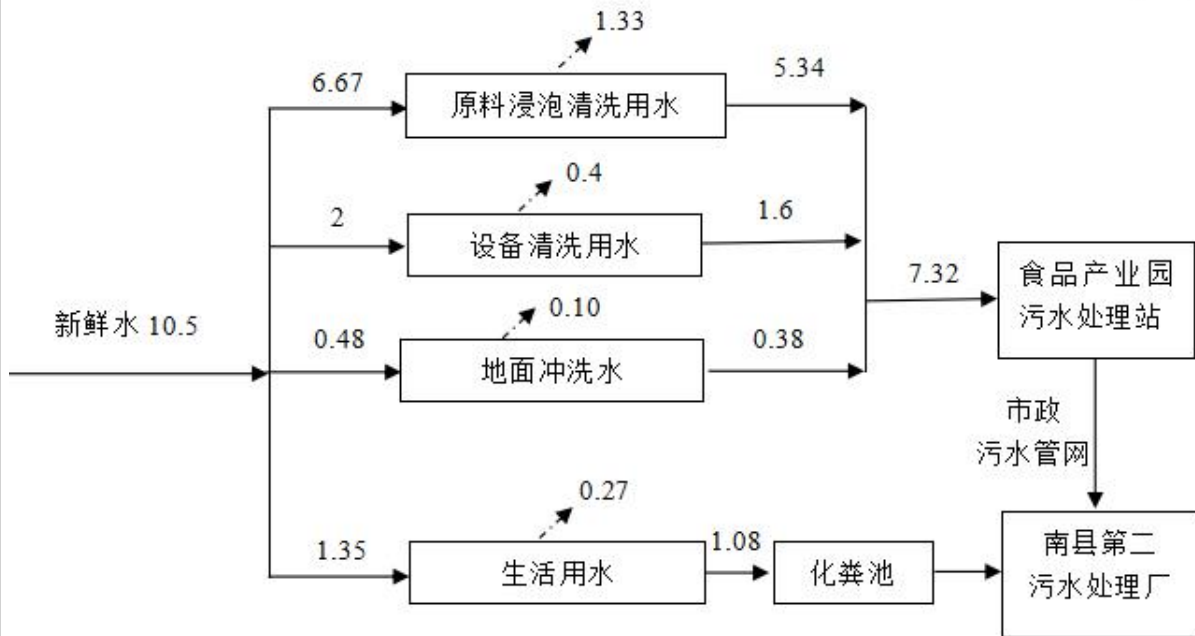 1.33
6.67
原料浸泡清洗用水
5.34
0.4
2
设备清洗用水
1.6
7.32
食品产业园
污水处理站
新鲜水 10.5
0.10
0.48
地面冲洗水
0.38
市政
污水管网
0.27
1.35
生活用水
1.08
化粪池
南县第二
污水处理厂